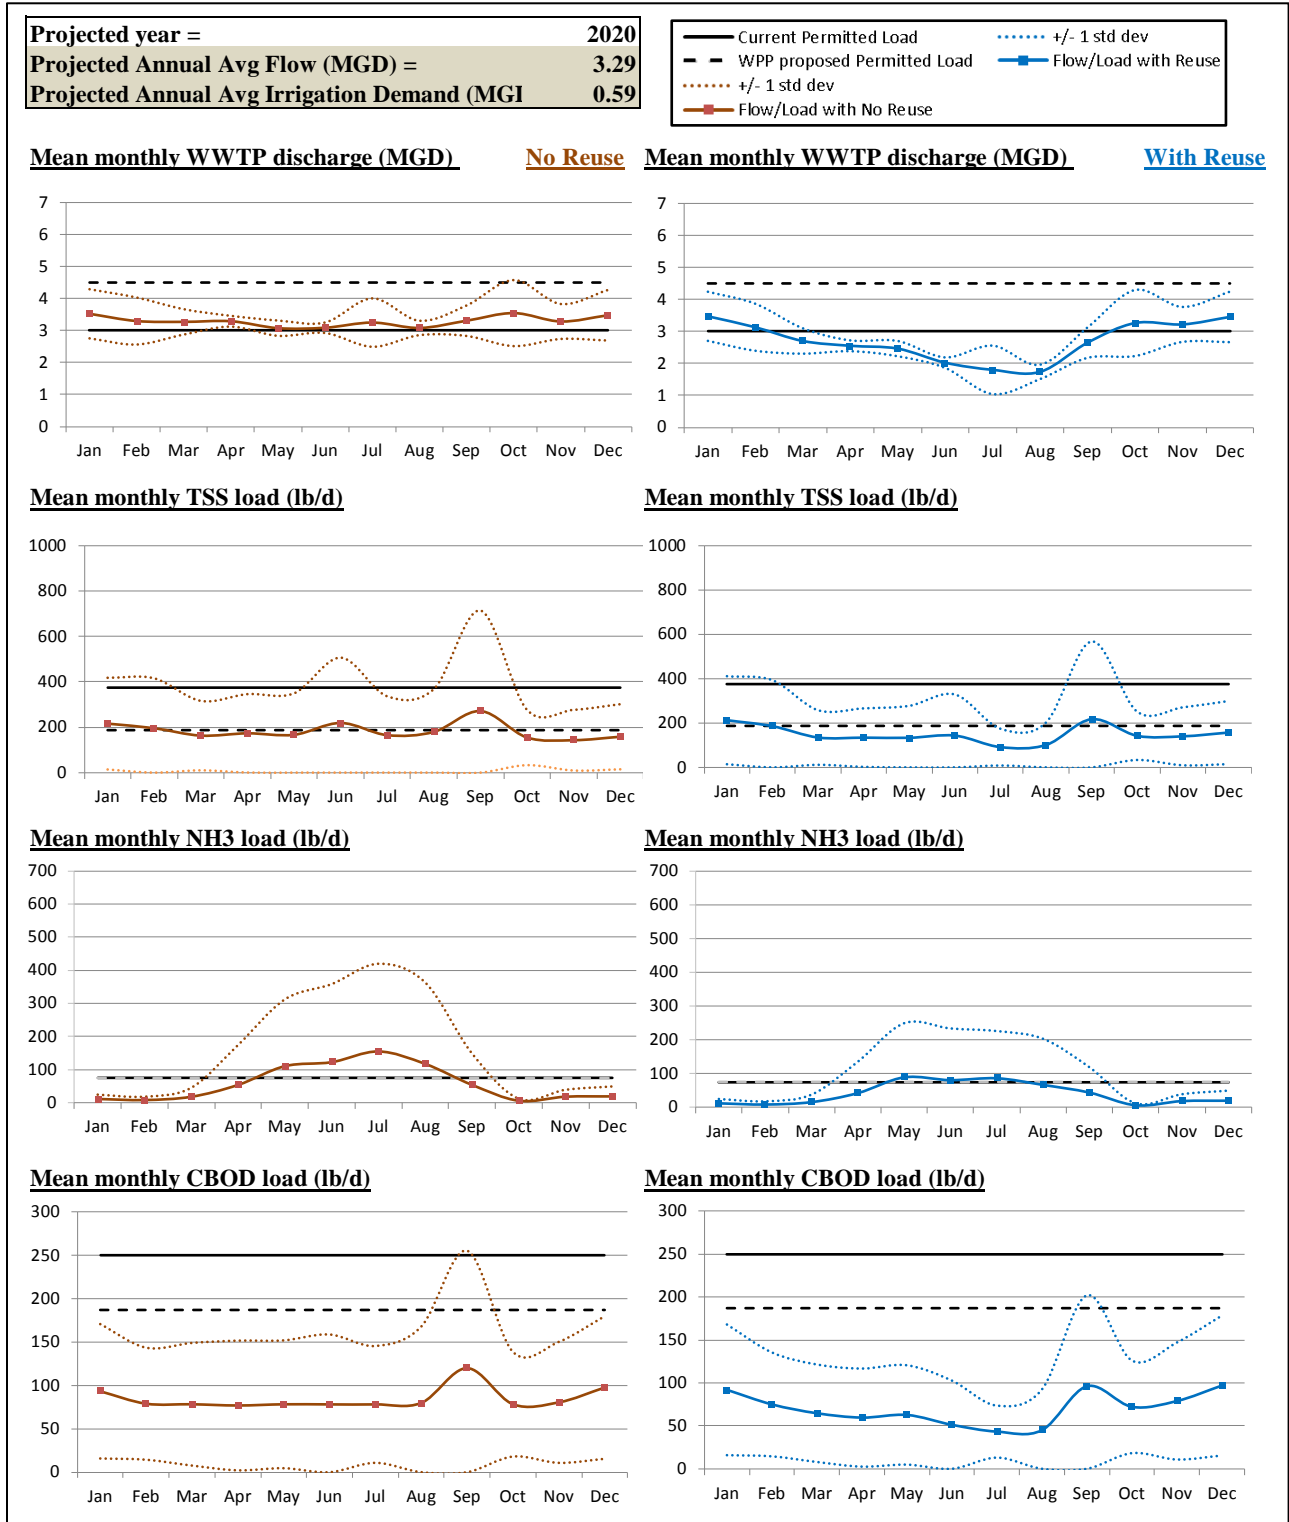 Projected year = 2020
Projected Annual Avg Flow (MGD) = 3.29
Projected Annual Avg Irrigation Demand (MGI 0.59
Current Permitted Load
+/- 1 std dev
WPP proposed Permitted Load
Flow/Load with Reuse
+/- 1 std dev
Flow/Load with No Reuse
Mean monthly WWTP discharge (MGD) No Reuse
7
6
5
4
3
2
1
0
Jan Feb Mar Apr May Jun Jul Aug Sep Oct Nov Dec
Mean monthly WWTP discharge (MGD) With Reuse
7
6
5
4
3
2
1
0
Jan Feb Mar Apr May Jun Jul Aug Sep Oct Nov Dec
Mean monthly TSS load (lb/d)
1000
800
600
400
200
0
Jan Feb Mar Apr May Jun Jul Aug Sep Oct Nov Dec
Mean monthly TSS load (lb/d)
1000
800
600
400
200
0
Jan Feb Mar Apr May Jun Jul Aug Sep Oct Nov Dec
Mean monthly NH3 load (lb/d)
700
600
500
400
300
200
100
0
Jan Feb Mar Apr May Jun Jul Aug Sep Oct Nov Dec
Mean monthly NH3 load (lb/d)
700
600
500
400
300
200
100
0
Jan Feb Mar Apr May Jun Jul Aug Sep Oct Nov Dec
Mean monthly CBOD load (lb/d)
300
250
200
150
100
50
0
Jan Feb Mar Apr May Jun Jul Aug Sep Oct Nov Dec
Mean monthly CBOD load (lb/d)
300
250
200
150
100
50
0
Jan Feb Mar Apr May Jun Jul Aug Sep Oct Nov Dec